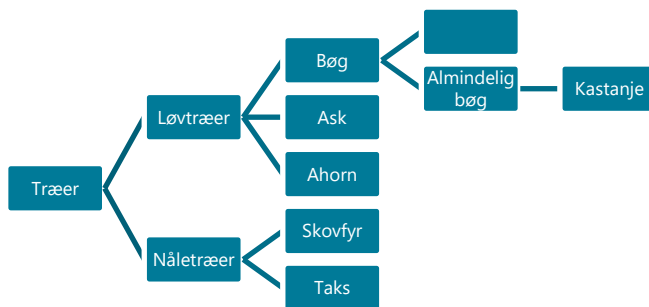 Træer
Løvtræer
Bøg
Almindelig
bøg
Kastanje
Ask
Ahorn
Nåletræer
Skovfyr
Taks